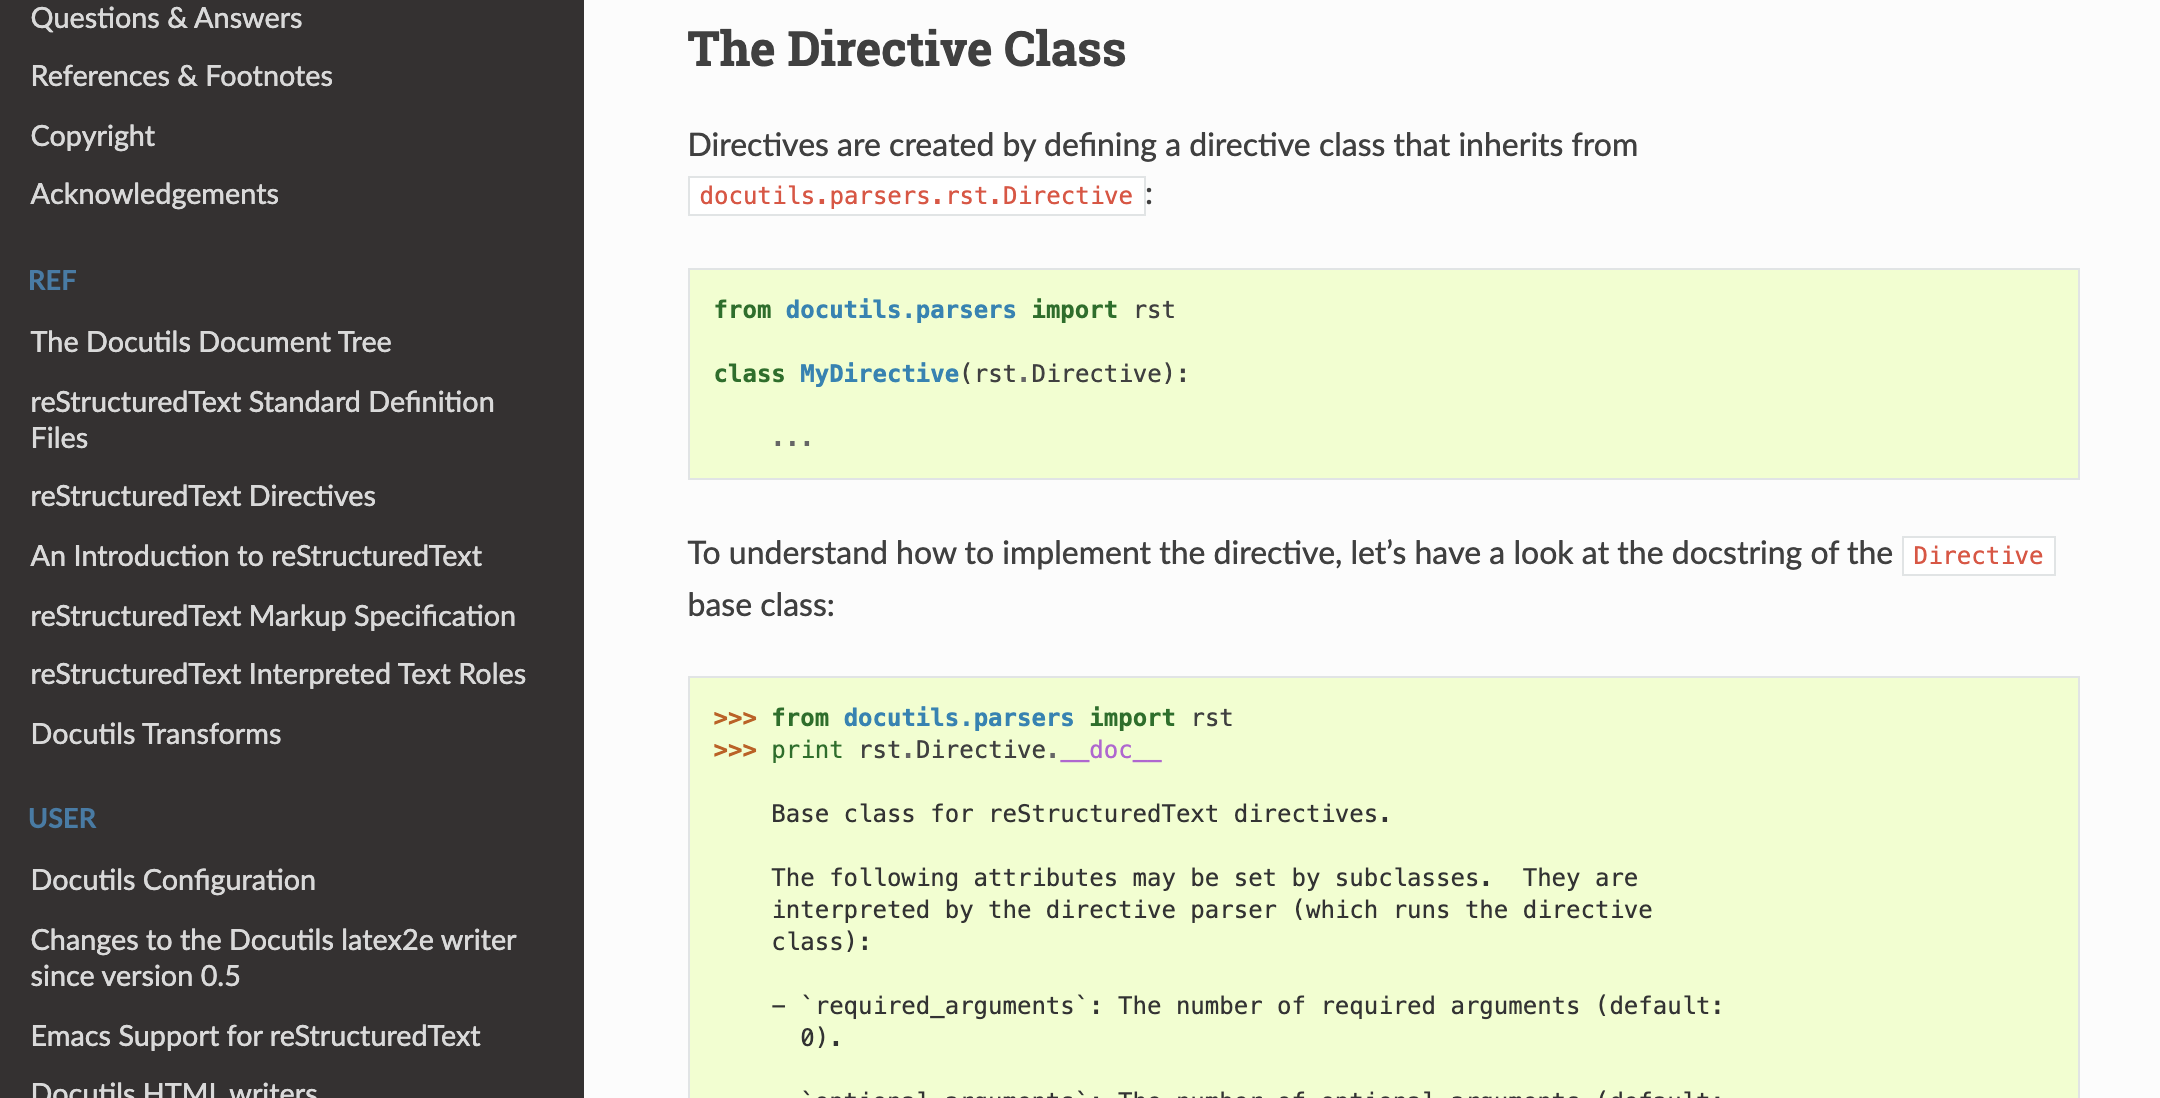 Questions & Answers
References & Footnotes
Copyright
Acknowledgements
REF
The Docutils Document Tree
reStructuredText Standard Definition
Files
reStructuredText Directives
An Introduction to reStructuredText
reStructuredText Markup Specification
reStructuredText Interpreted Text Roles
Docutils Transforms
USER
Docutils Configuration
Changes to the Docutils latex2e writer
since version 0.5
Emacs Support for reStructuredText
Docutils HTML writers
The Directive Class
Directives are created by defining a directive class that inherits from
docutils.parsers.rst.Directive:
from docutils.parsers import rst
class MyDirective(rst.Directive):
    ...
To understand how to implement the directive, let’s have a look at the docstring of the Directive
base class:
>>> from docutils.parsers import rst
>>> print rst.Directive.__doc__
    Base class for reStructuredText directives.
    The following attributes may be set by subclasses.  They are
    interpreted by the directive parser (which runs the directive
    class):
    - `required_arguments`: The number of required arguments (default:
      0).
    - `optional_arguments`: The number of optional arguments (default: